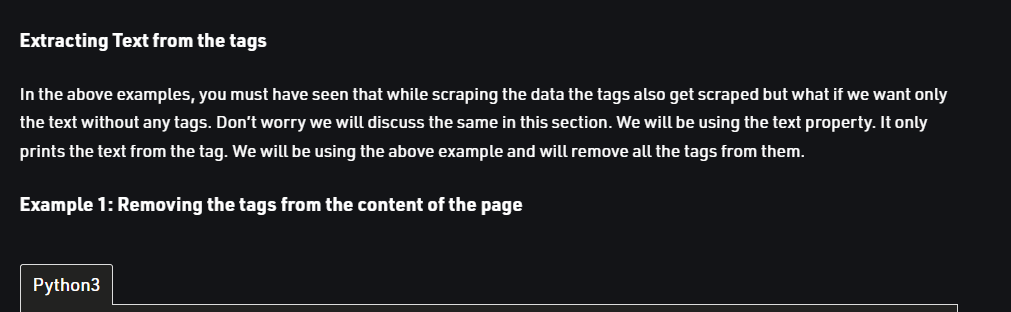 Extracting Text from the tags
In the above examples, you must have seen that while scraping the data the tags also get scraped but what if we want only
the text without any tags. Don’t worry we will discuss the same in this section. We will be using the text property. It only
prints the text from the tag. We will be using the above example and will remove all the tags from them.
Example 1: Removing the tags from the content of the page
Python3